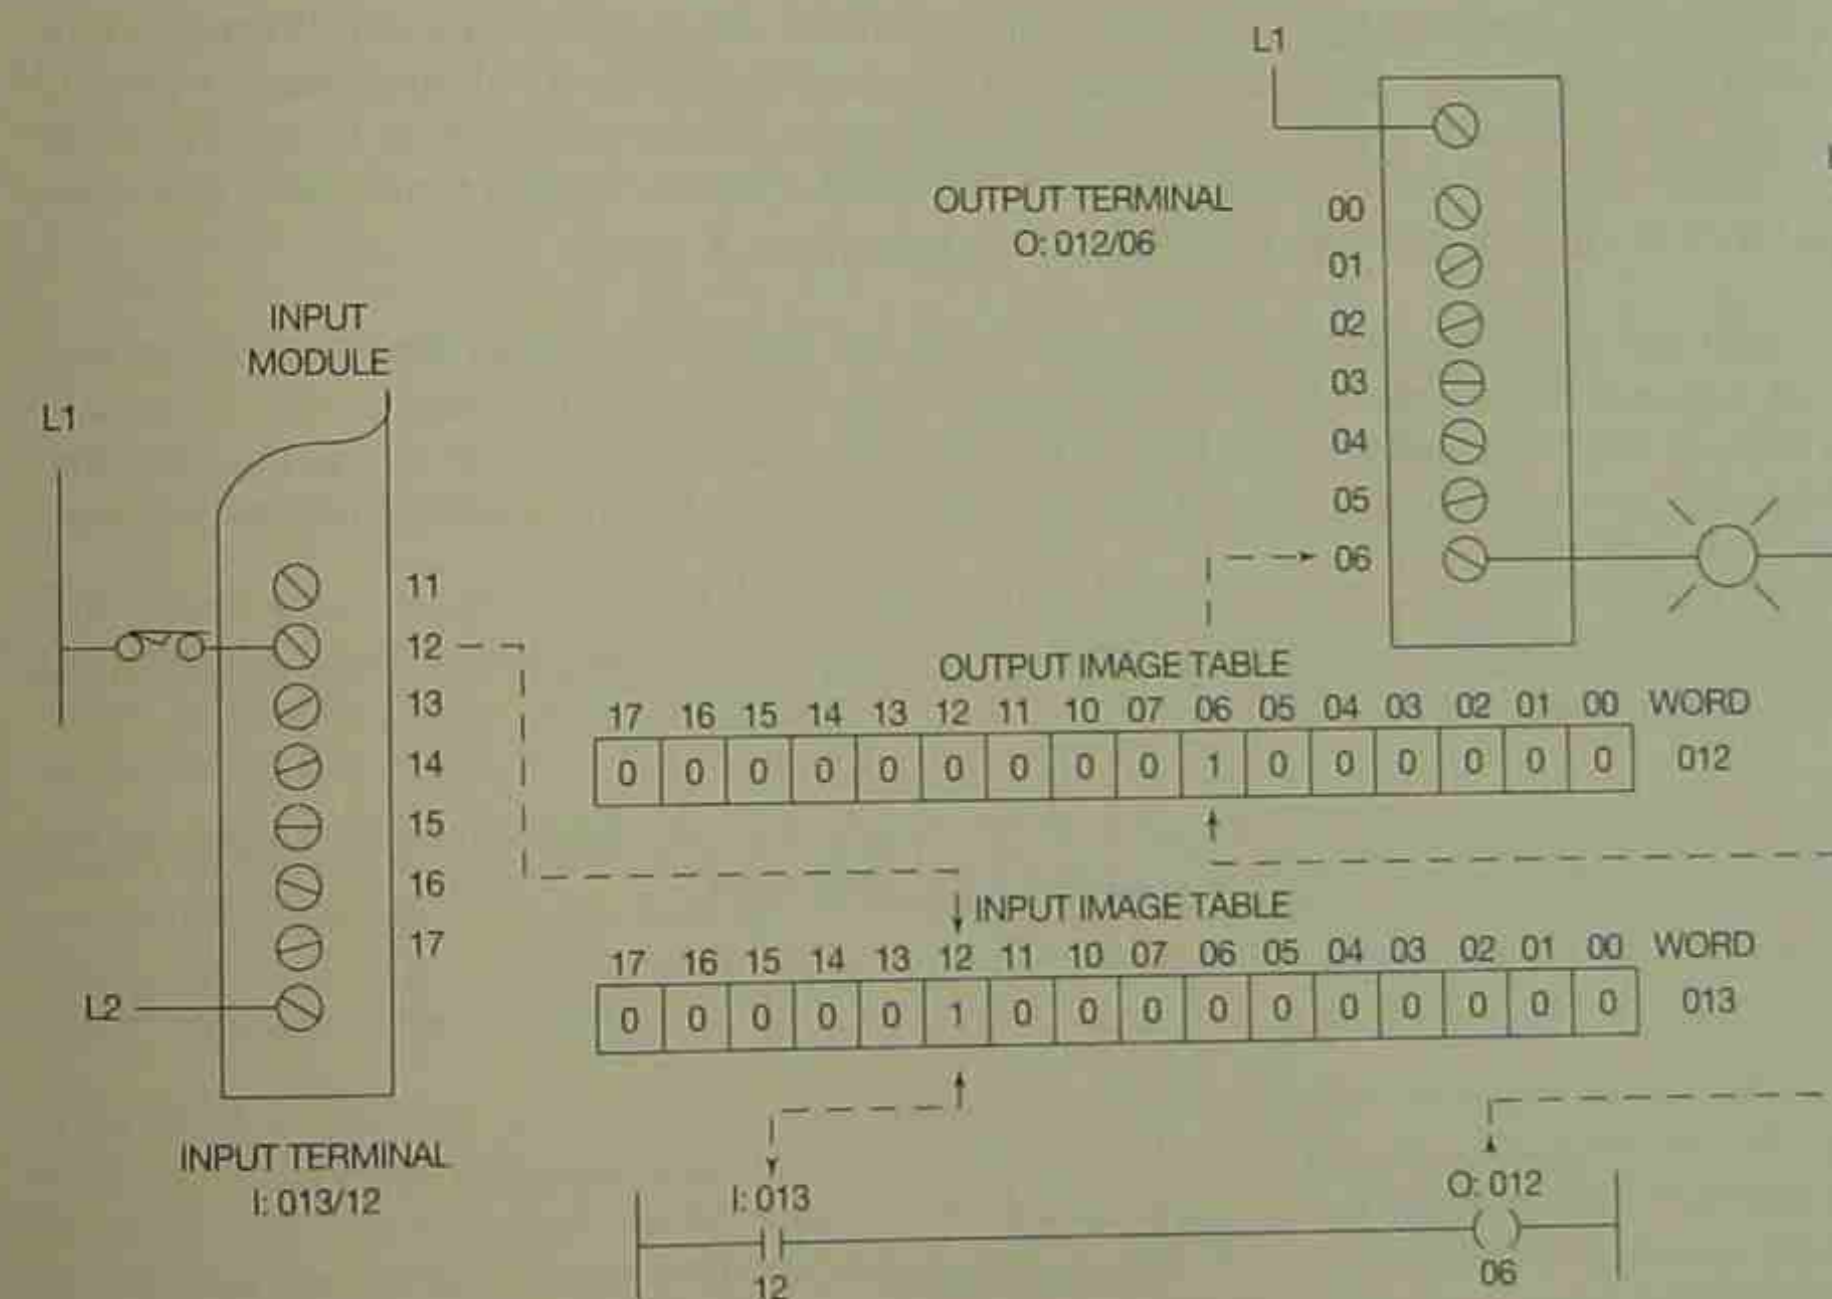 L1
OUTPUT TERMINAL
O: 012/06
00
01
02
03
04
05
06
INPUT
MODULE
L1
11
12
13
14
15
16
17
L2
INPUT TERMINAL
I: 013/12
OUTPUT IMAGE TABLE
17 16 15 14 13 12 11 10 07 06 05 04 03 02 01 00 WORD
0 0 0 0 0 0 0 0 0 1 0 0 0 0 0 0 012
INPUT IMAGE TABLE
17 16 15 14 13 12 11 10 07 06 05 04 03 02 01 00 WORD
0 0 0 0 0 1 0 0 0 0 0 0 0 0 0 0 013
I: 013
12
O: 012
06